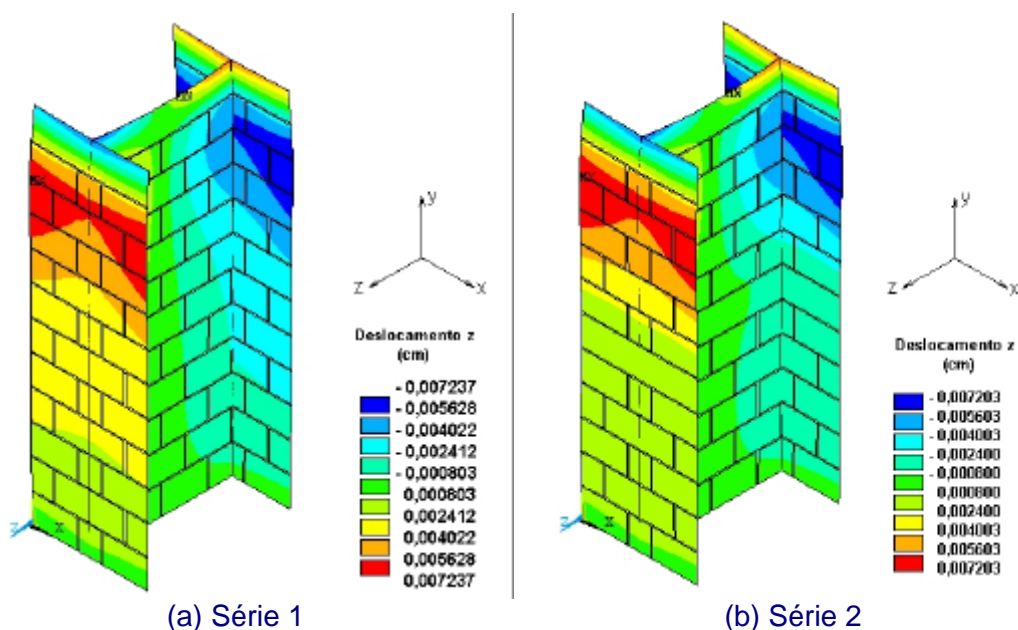 y
z
x
Deslocamento z
(cm)
- 0,007237
- 0,005628
- 0,004022
- 0,002412
- 0,000803
0,000803
0,002412
0,004022
0,005628
0,007237
z
x
(a) Série 1
y
z
x
Deslocamento z
(cm)
- 0,007203
- 0,005603
- 0,004003
- 0,002400
- 0,000800
0,000800
0,002400
0,004003
0,005603
0,007203
z
x
(b) Série 2